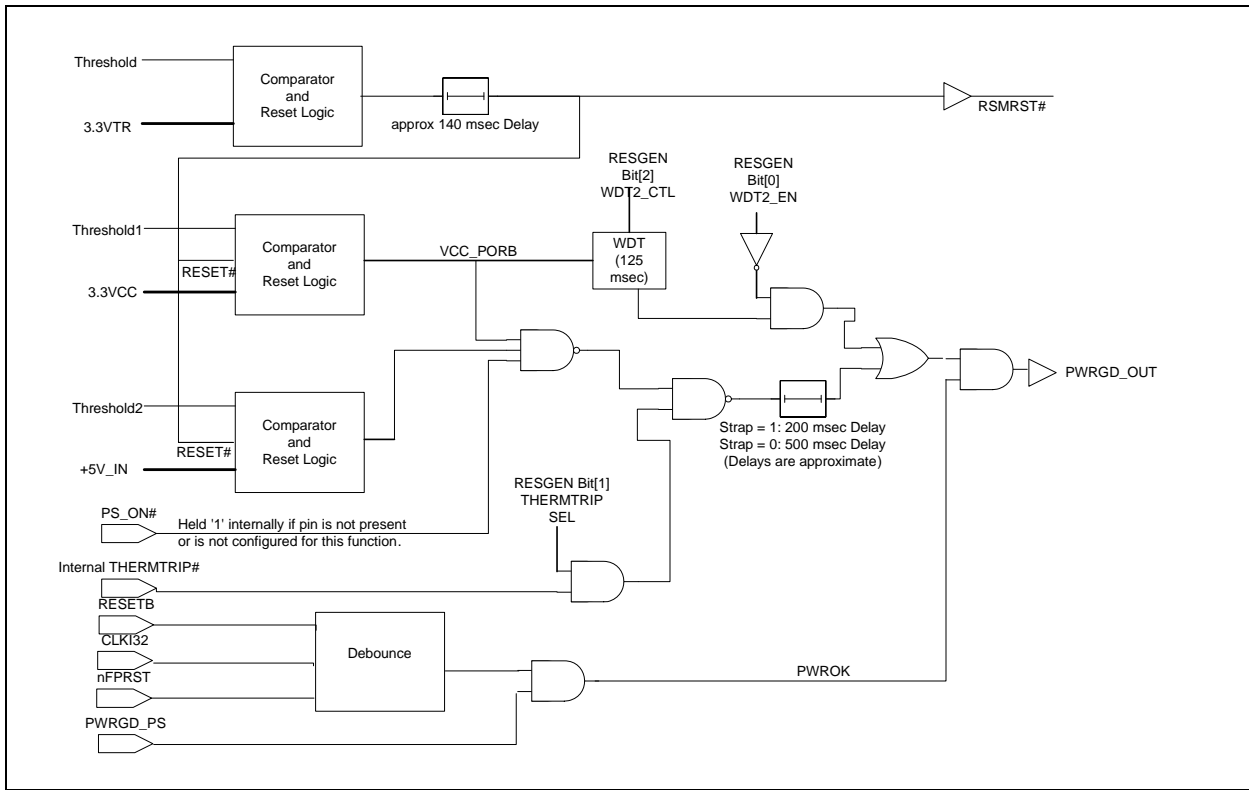 Threshold
3.3VTR
Comparator
and
Reset Logic
approx 140 msec Delay
RSMRST#
RESGEN
Bit[2]
WDT2_CTL
RESGEN
Bit[0]
WDT2_EN
Threshold1
RESET#
3.3VCC
Comparator
and
Reset Logic
VCC_PORB
WDT
(125
msec)
Threshold2
RESET#
+5V_IN
Comparator
and
Reset Logic
Strap = 1: 200 msec Delay
Strap = 0: 500 msec Delay
(Delays are approximate)
PWRGD_OUT
PS_ON#
Held '1' internally if pin is not present
or is not configured for this function.
RESGEN Bit[1]
THERMTRIP
SEL
Internal THERMTRIP#
RESETB
CLKI32
nFPRST
Debounce
PWROK
PWRGD_PS